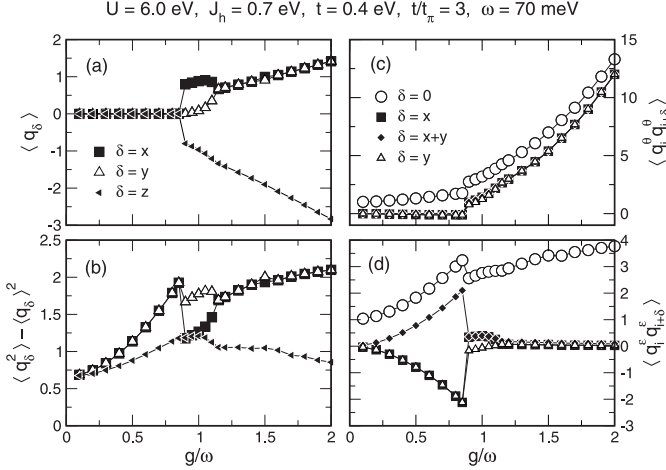 U = 6.0 eV, J_h = 0.7 eV, t = 0.4 eV, t/t_π = 3, ω = 70 meV
⟨ q_δ ⟩
2
1
0
-1
-2
-3
(a)
δ = x
δ = y
δ = z
(c)
δ = 0
δ = x
δ = x+y
δ = y
15
10
5
0
⟨ q_i^θ q_{i+δ}^θ ⟩
⟨ q_δ^2 ⟩ – ⟨ q_δ ⟩^2
2.5
2
1.5
1
0.5
0
(b)
0 0.5 1 1.5 2
g/ω
(d)
4
3
2
1
0
-1
-2
-3
⟨ q_i^ε q_{i+δ}^ε ⟩
0 0.5 1 1.5 2
g/ω